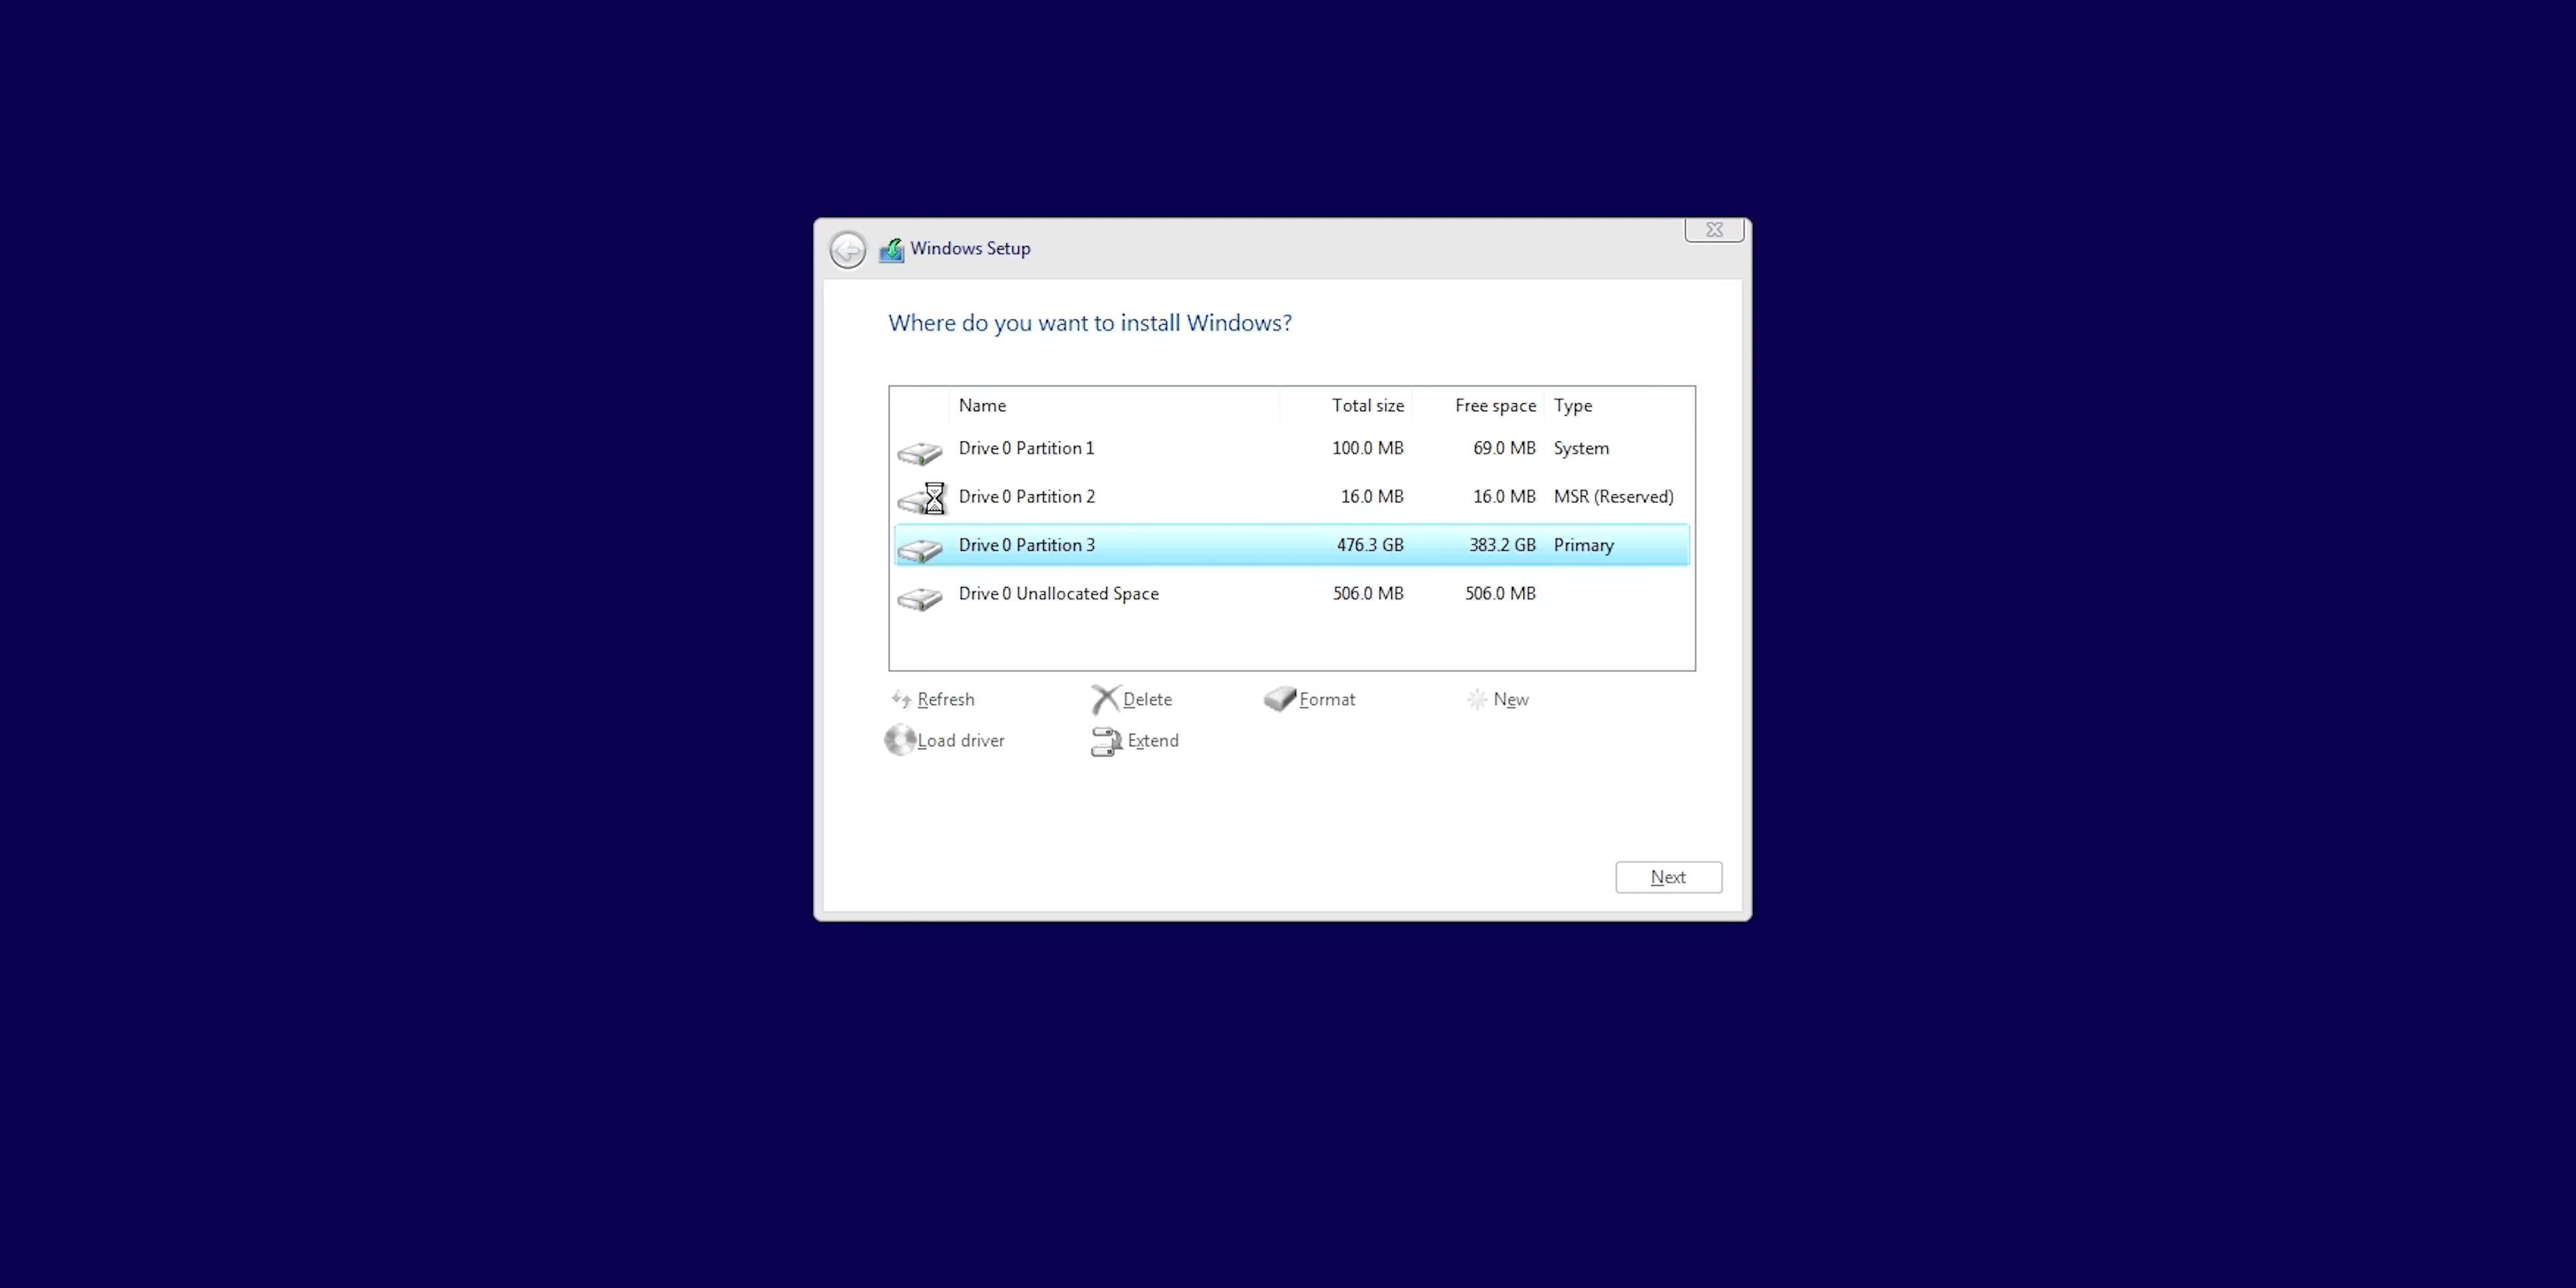 Windows Setup
Where do you want to install Windows?
Name Total size Free space Type
Drive 0 Partition 1 100.0 MB 69.0 MB System
Drive 0 Partition 2 16.0 MB 16.0 MB MSR (Reserved)
Drive 0 Partition 3 476.3 GB 383.2 GB Primary
Drive 0 Unallocated Space 506.0 MB 506.0 MB
Refresh Delete Format New
Load driver Extend
Next